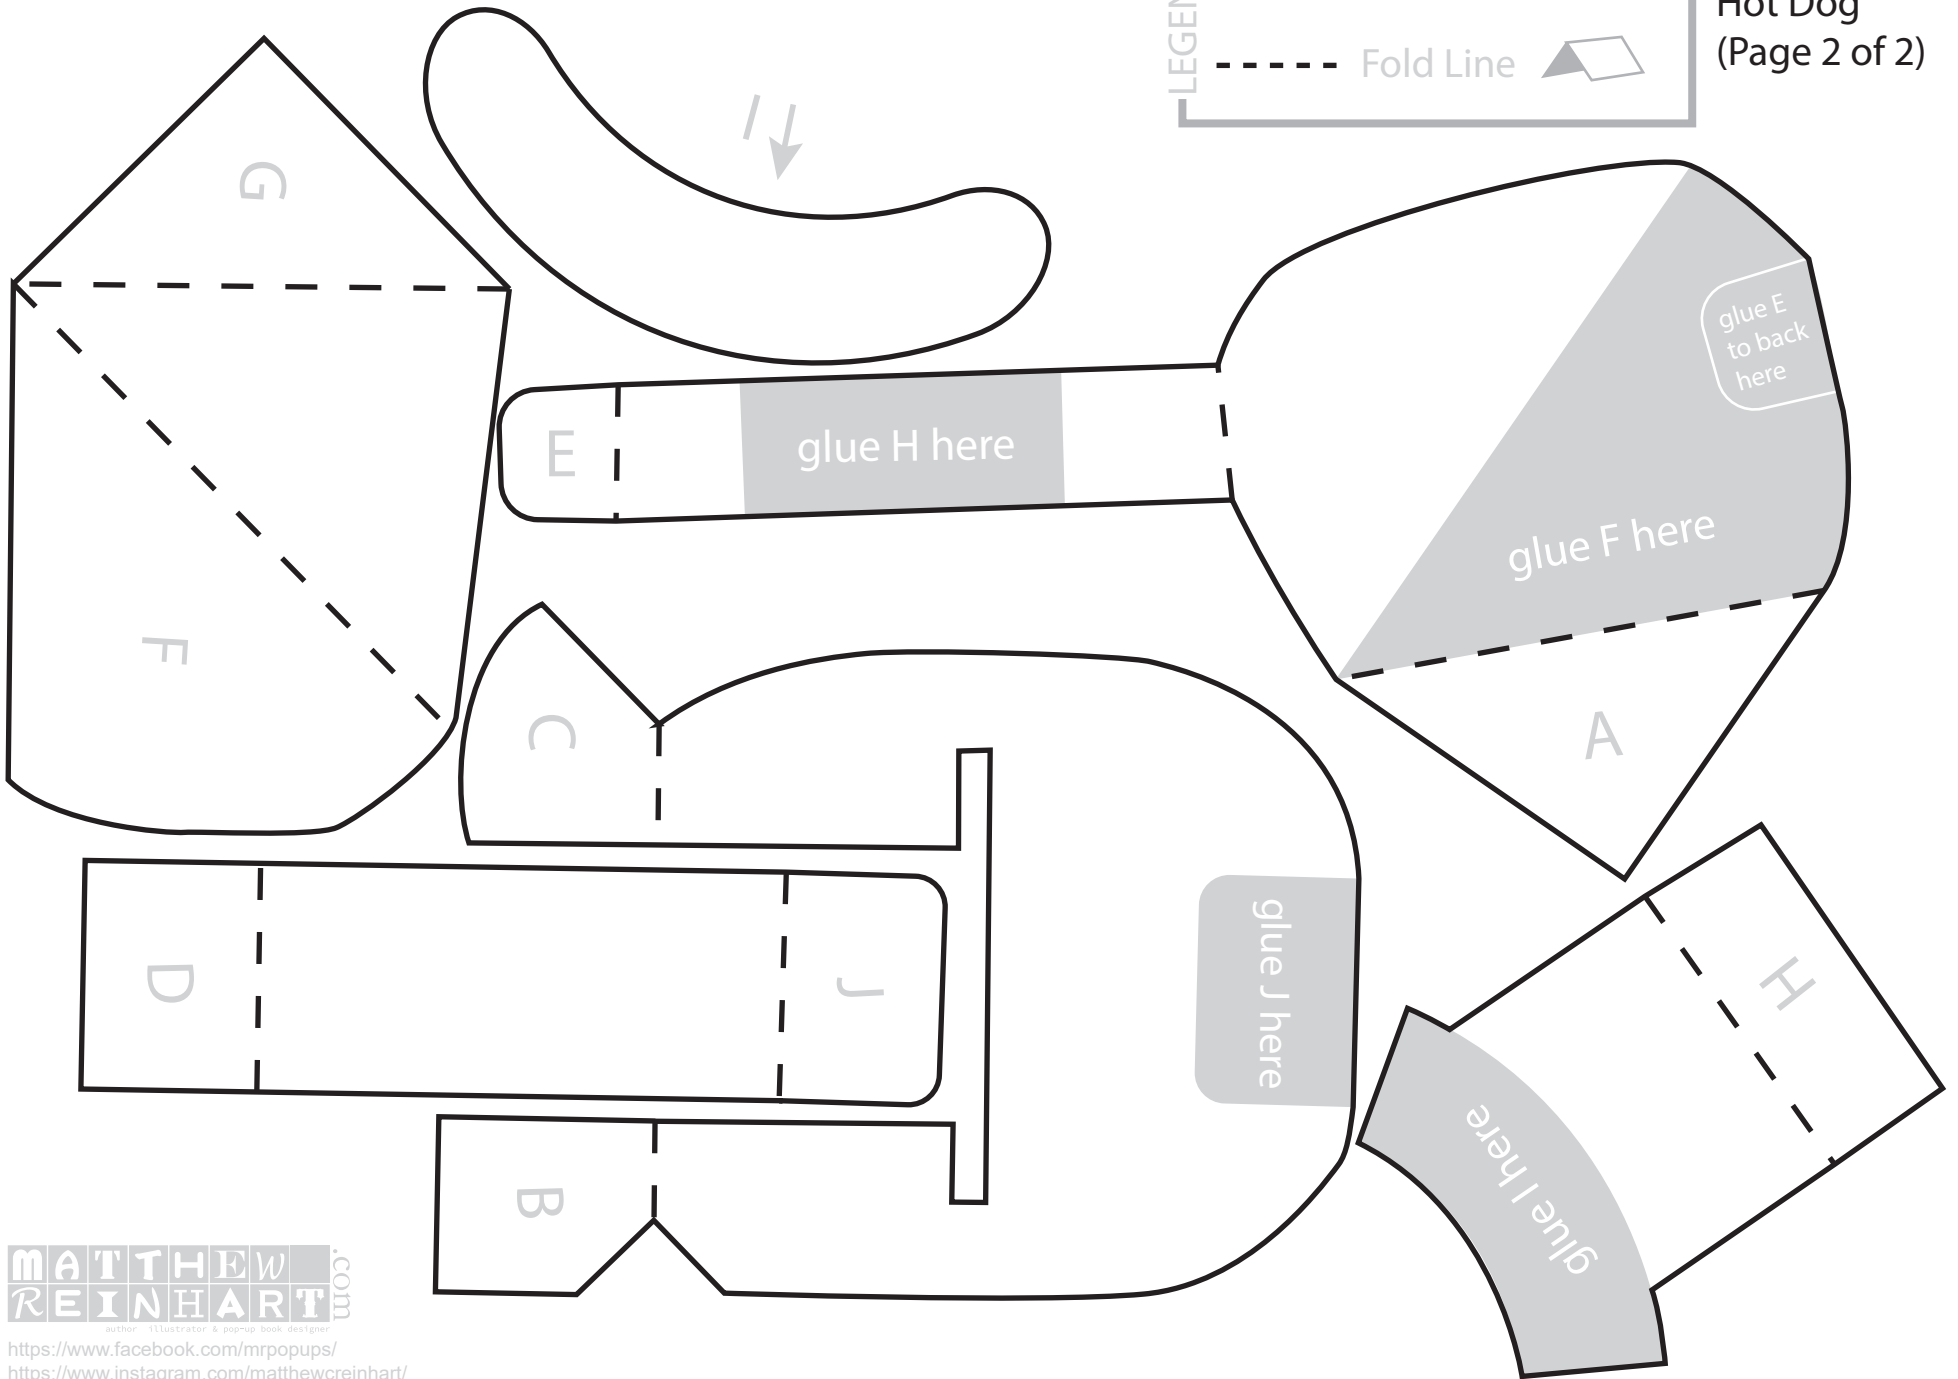 Hot Dog
(Page 2 of 2)
LEGEN
Fold Line
G
I
glue E
to back
here
E
glue H here
glue F here
F
C
A
D
J
glue J here
H
glue I here
B
MATTHEW
REINHART
.com
author illustrator & pop-up book designer
https://www.facebook.com/mrpopups/
https://www.instagram.com/matthewcreinhart/